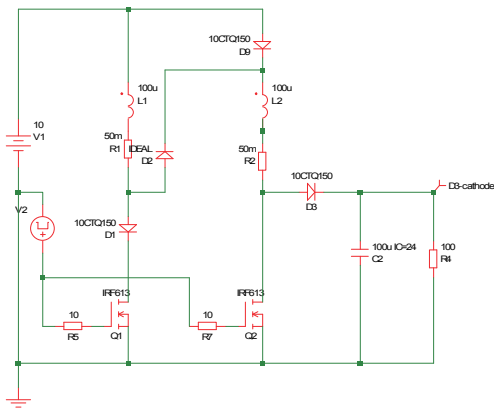 10CTQ150
D9
100u
L1
100u
L2
10
V1
50m
R1
IDEAL
D2
50m
R2
10CTQ150
D3
D3-cathode
V2
10CTQ150
D1
100u IC=24
C2
100
R4
IRF613
Q1
IRF613
Q2
10
R5
10
R7